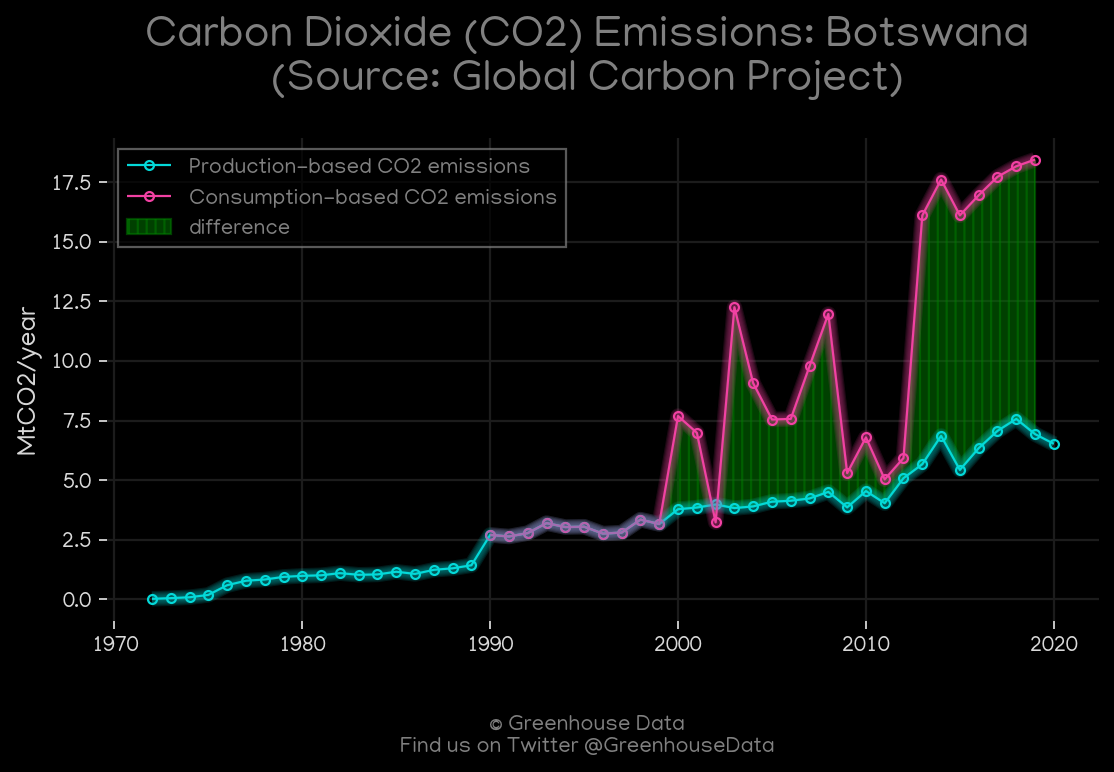 Carbon Dioxide (CO2) Emissions: Botswana
(Source: Global Carbon Project)
Production-based CO2 emissions
Consumption-based CO2 emissions
difference
MtCO2/year
17.5
15.0
12.5
10.0
7.5
5.0
2.5
0.0
1970 1980 1990 2000 2010 2020
© Greenhouse Data
Find us on Twitter @GreenhouseData